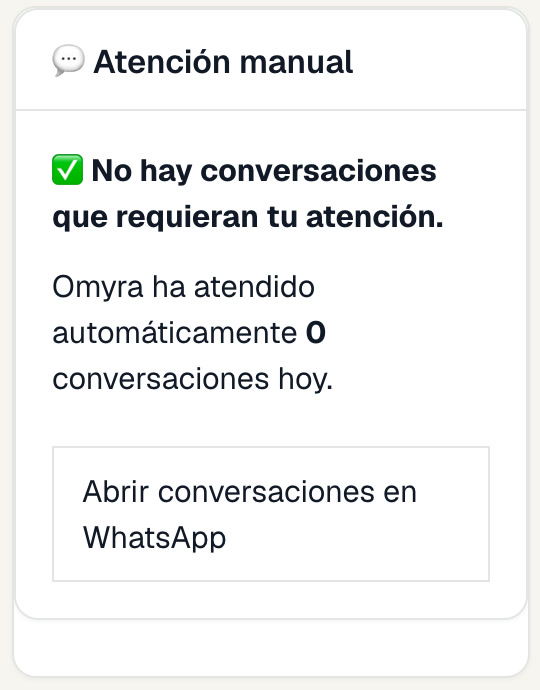 💬 Atención manual
✅ No hay conversaciones
que requieran tu atención.
Omyra ha atendido
automáticamente 0
conversaciones hoy.
Abrir conversaciones en
WhatsApp